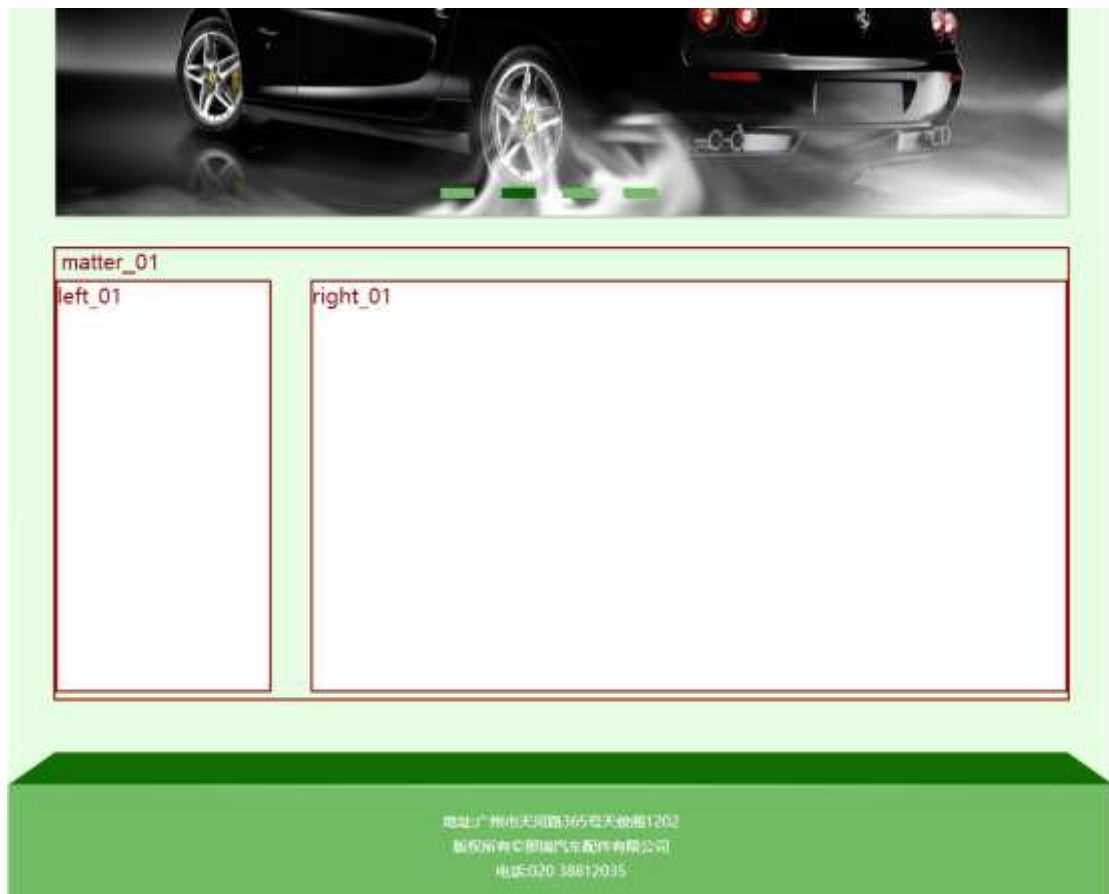 matter_01
left_01
right_01
地址:广州市天河路365号天俊阁1202
版权所有© 汽车配件有限公司
电话:020 38812035